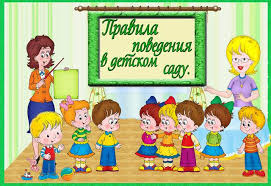 Правила
поведения
в детском
саду.